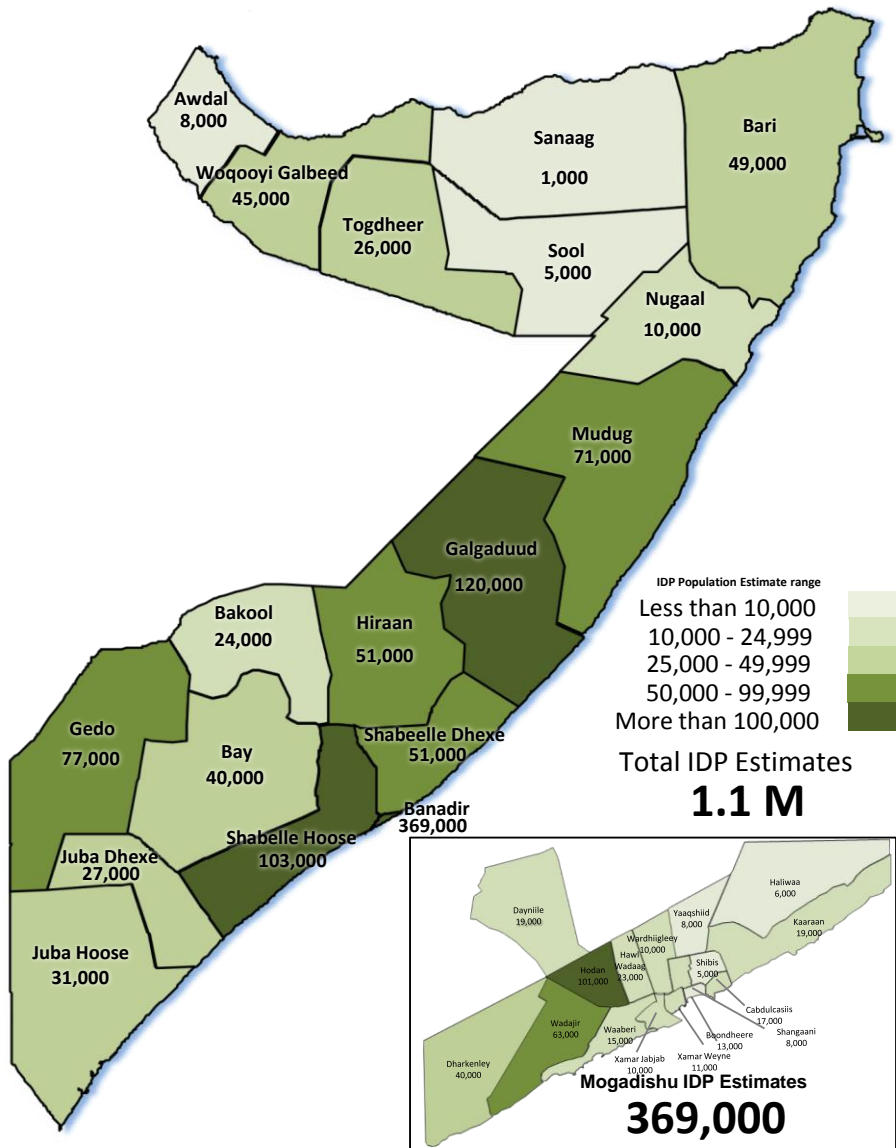 Awdal
8,000
Woqooyi Galbeed
45,000
Togdheer
26,000
Sanaag
1,000
Sool
5,000
Bari
49,000
Nugaal
10,000
Mudug
71,000
Galgaduud
120,000
Hiraan
51,000
Bakool
24,000
Gedo
77,000
Bay
40,000
Shabeelle Dhexe
51,000
Banadir
369,000
Shabelle Hoose
103,000
Juba Dhexe
27,000
Juba Hoose
31,000
IDP Population Estimate range
Less than 10,000
10,000 - 24,999
25,000 - 49,999
50,000 - 99,999
More than 100,000
Total IDP Estimates
1.1 M
Dayniile
19,000
Haliwaa
6,000
Yaaqshiid
8,000
Kaaraan
19,000
Wardhiigleey
10,000
Hawl
Wadaag
23,000
Hodan
101,000
Shibis
5,000
Cabdulcasiis
17,000
Shangaani
8,000
Boondheere
13,000
Xamar Weyne
11,000
Xamar Jabjab
10,000
Waaberi
15,000
Wadajir
63,000
Dharkenley
40,000
Mogadishu IDP Estimates
369,000